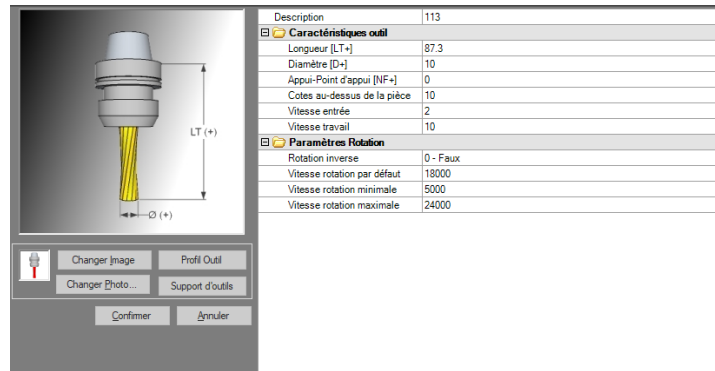 Description 113
Caractéristiques outil
Longueur [LT+] 87.3
Diamètre [D+] 10
Appui-Point d'appui [NF+] 0
Cotes au-dessus de la pièce 10
Vitesse entrée 2
Vitesse travail 10
Paramètres Rotation
Rotation inverse 0 - Faux
Vitesse rotation par défaut 18000
Vitesse rotation minimale 5000
Vitesse rotation maximale 24000
LT (+)
Ø (+)
Changer Image Profil Outil
Changer Photo... Support d'outils
Confirmer Annuler